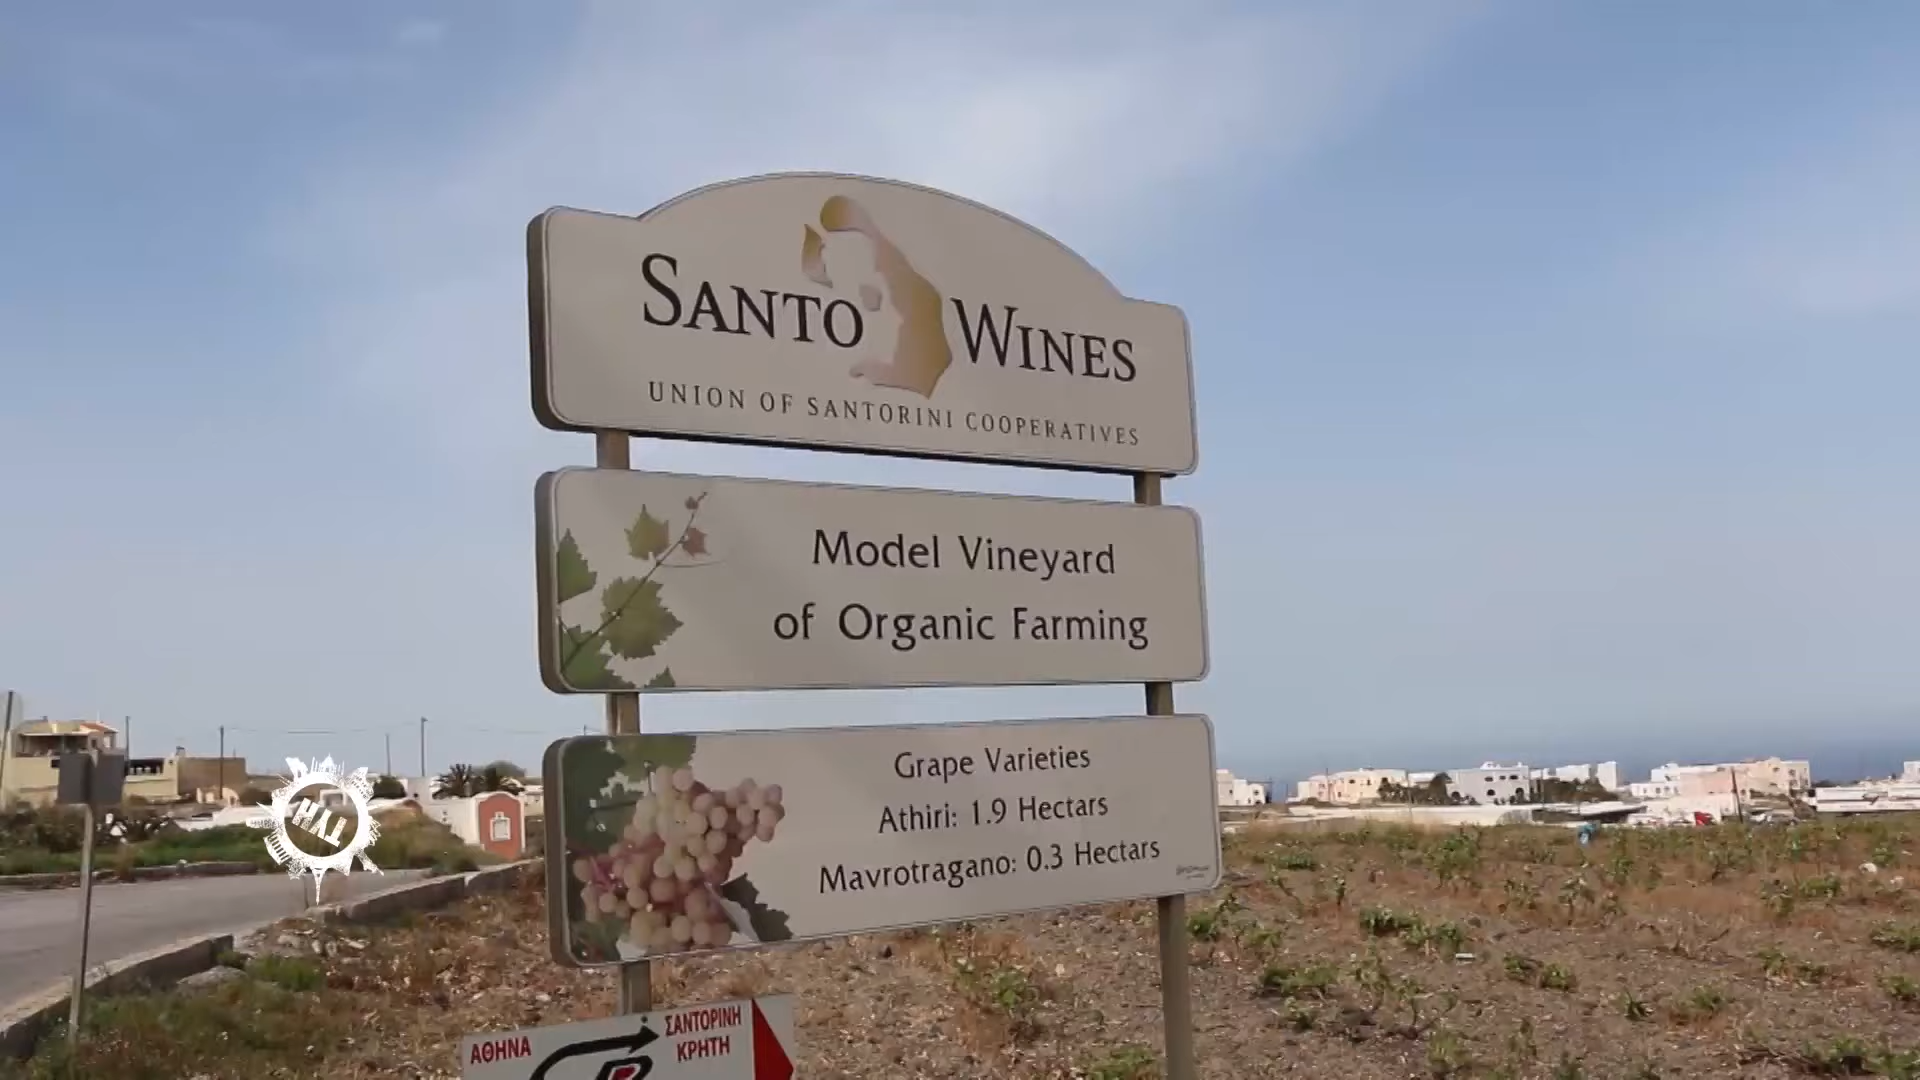 SANTO WINES
UNION OF SANTORINI COOPERATIVES
Model Vineyard
of Organic Farming
Grape Varieties
Athiri: 1.9 Hectars
Mavrotragano: 0.3 Hectars
ΑΘΗΝΑ
ΣΑΝΤΟΡΙΝΗ
ΚΡΗΤΗ